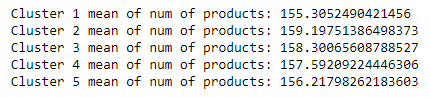 Cluster 1 mean of num of products: 155.3052490421456
Cluster 2 mean of num of products: 159.19751386498373
Cluster 3 mean of num of products: 158.30065608788527
Cluster 4 mean of num of products: 157.59209224446306
Cluster 5 mean of num of products: 156.21798262183603